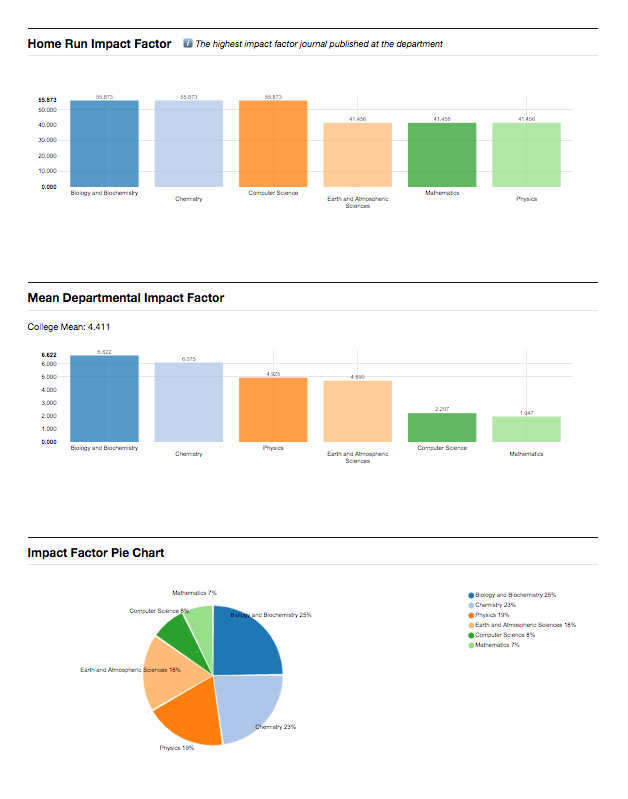 Home Run Impact Factor i The highest impact factor journal published at the department
55.873 55.873 55.873
55.873
50.000
41.456 41.456 41.456
40.000
30.000
20.000
10.000
0.000
Biology and Biochemistry Computer Science Mathematics
Chemistry Earth and Atmospheric Physics
Sciences
Mean Departmental Impact Factor
College Mean: 4.411
6.622
6.622
6.075
6.000
4.925
5.000
4.690
4.000
3.000
2.207
2.000
1.947
1.000
0.000
Biology and Biochemistry Physics Computer Science
Chemistry Earth and Atmospheric Mathematics
Sciences
Impact Factor Pie Chart
Mathematics 7%
Computer Science 8%
Biology and Biochemistry 25%
Earth and Atmospheric Sciences 18%
Chemistry 23%
Physics 19%
Biology and Biochemistry 25%
Chemistry 23%
Physics 19%
Earth and Atmospheric Sciences 18%
Computer Science 8%
Mathematics 7%